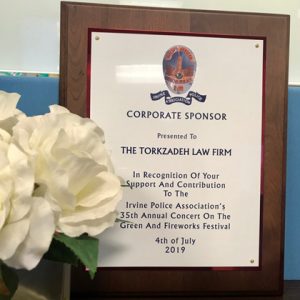 CORPORATE SPONSOR
Presented To
THE TORKZADEH LAW FIRM
In Recognition Of Your
Support And Contribution
To The
Irvine Police Association's
35th Annual Concert On The
Green And Fireworks Festival
4th of July
2019